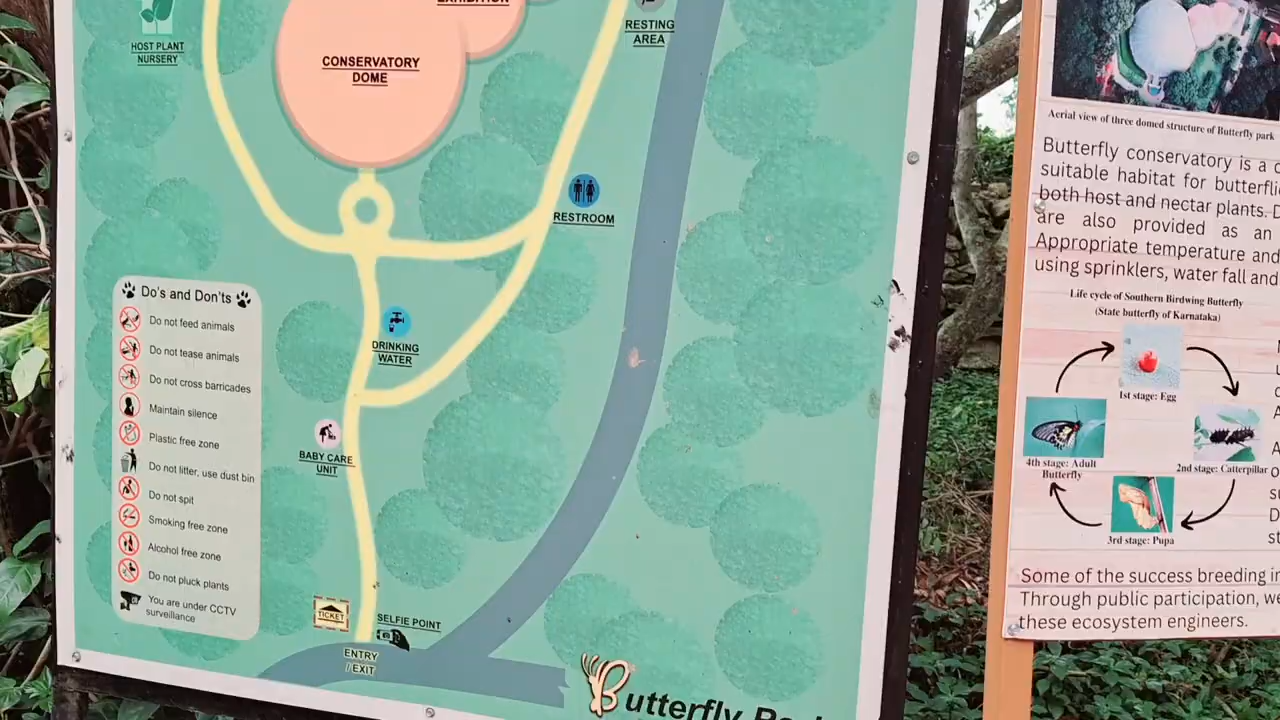 HOST PLANT
NURSERY
EXHIBITION
CONSERVATORY
DOME
RESTING
AREA
RESTROOM
DRINKING
WATER
BABY CARE
UNIT
TICKET
SELFIE POINT
ENTRY
/ EXIT
Butterfly
Do's and Don'ts
Do not feed animals
Do not tease animals
Do not cross barricades
Maintain silence
Plastic free zone
Do not litter, use dust bin
Do not spit
Smoking free zone
Alcohol free zone
Do not pluck plants
You are under CCTV
surveillance
Aerial view of three domed structure of Butterfly park
Butterfly conservatory is a
suitable habitat for
both host and nectar plants.
are also provided as an
Appropriate temperature and
using sprinklers, water fall and
Life cycle of Southern Birdwing Butterfly
(State butterfly of Karnataka)
1st stage: Egg
4th stage: Adult
Butterfly
2nd stage: Catterpillar
3rd stage: Pupa
Some of the success breeding
Through public participation, we
these ecosystem engineers.